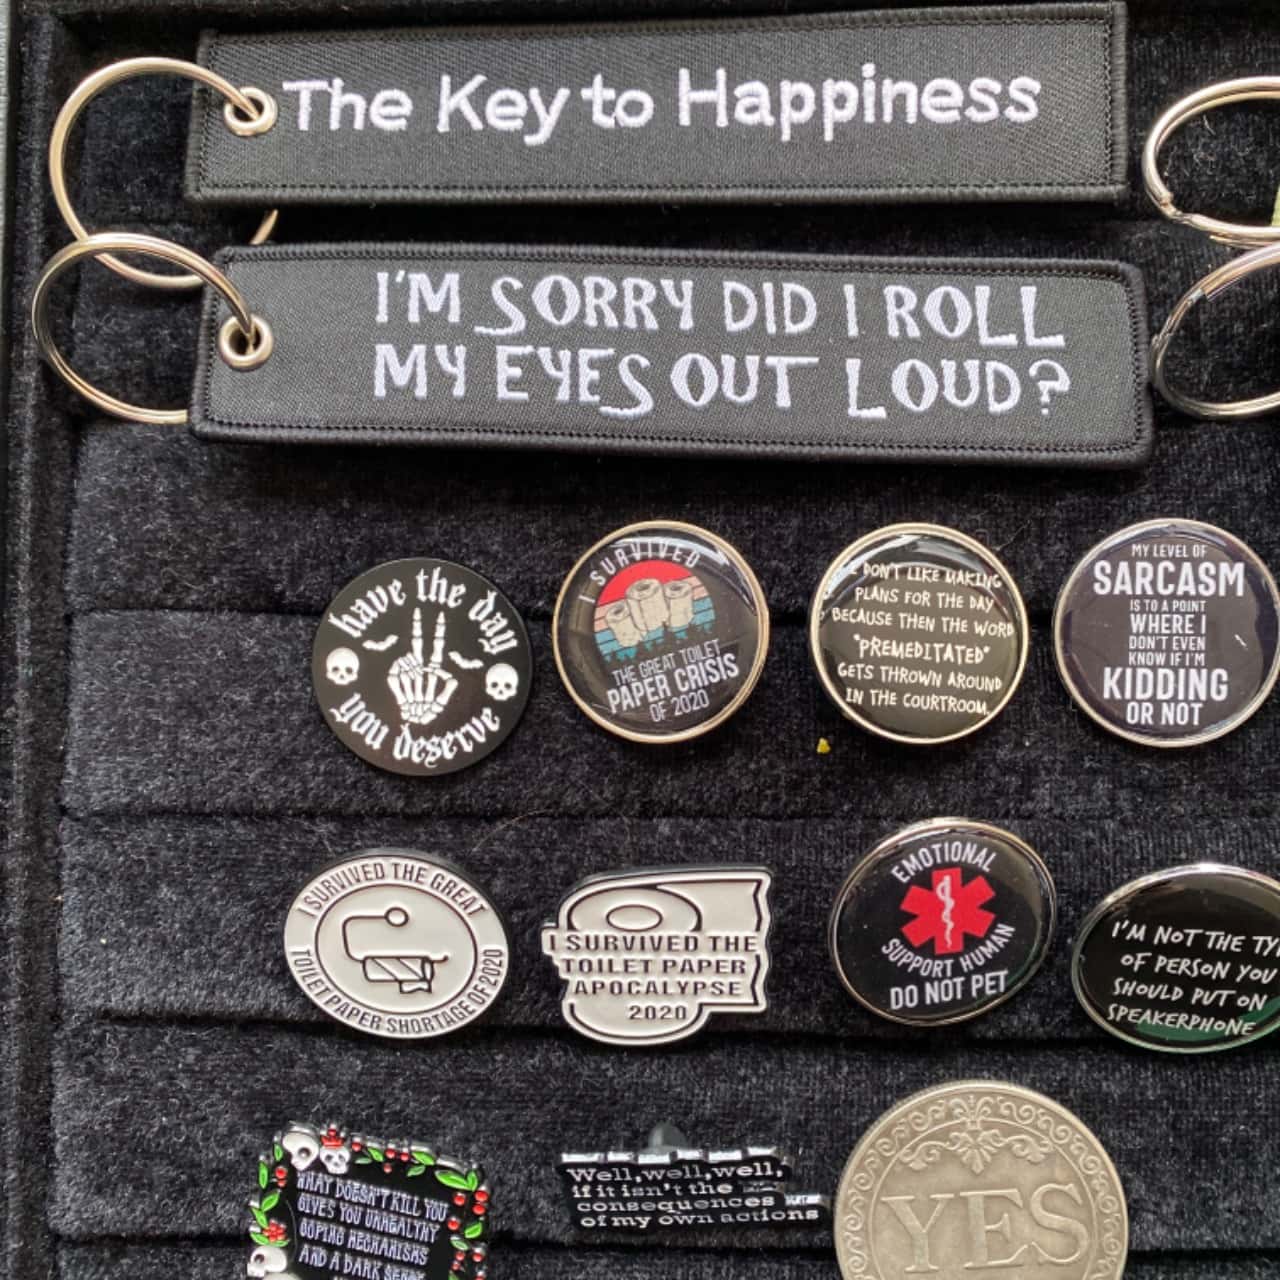 The Key to Happiness
I'M SORRY DID I ROLL
MY EYES OUT LOUD?
have the day
you deserve
I SURVIVED
THE GREAT TOILET
PAPER CRISIS
OF 2020
I DON'T LIKE MAKING
PLANS FOR THE DAY
BECAUSE THEN THE WORD
"PREMEDITATED"
GETS THROWN AROUND
IN THE COURTROOM.
MY LEVEL OF
SARCASM
IS TO A POINT
WHERE I
DON'T EVEN
KNOW IF I'M
KIDDING
OR NOT
I SURVIVED THE GREAT
TOILET PAPER SHORTAGE OF 2020
I SURVIVED THE
TOILET PAPER
APOCALYPSE
2020
EMOTIONAL
SUPPORT HUMAN
DO NOT PET
I'M NOT THE TY
OF PERSON YOU
SHOULD PUT ON
SPEAKERPHONE
WHAT DOESN'T KILL YOU
GIVES YOU UNHEALTHY
COPING MECHANISMS
AND A DARK SENSE
Well,well,well,
if it isn't the
consequences
of my own actions
YES